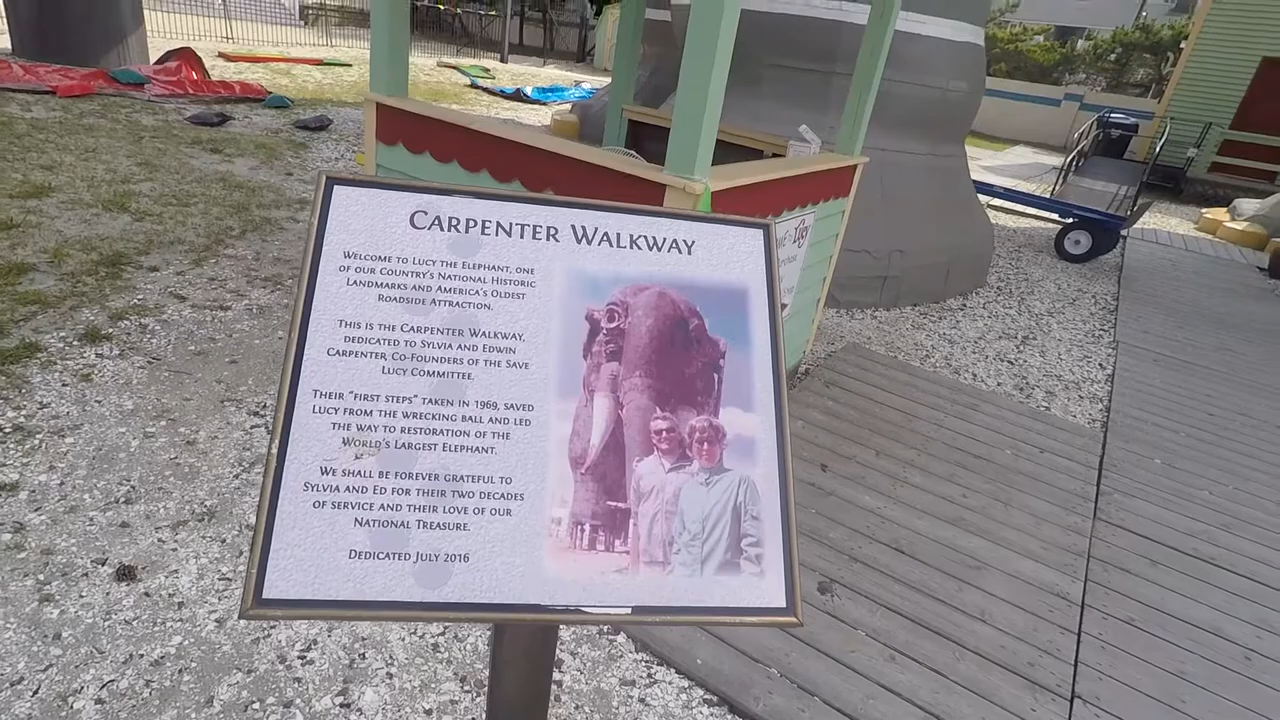 CARPENTER WALKWAY
WELCOME TO LUCY THE ELEPHANT, ONE
OF OUR COUNTRY'S NATIONAL HISTORIC
LANDMARKS AND AMERICA'S OLDEST
ROADSIDE ATTRACTION.
THIS IS THE CARPENTER WALKWAY,
DEDICATED TO SYLVIA AND EDWIN
CARPENTER, CO-FOUNDERS OF THE SAVE
LUCY COMMITTEE.
THEIR "FIRST STEPS" TAKEN IN 1969, SAVED
LUCY FROM THE WRECKING BALL AND LED
THE WAY TO RESTORATION OF THE
WORLD'S LARGEST ELEPHANT.
WE SHALL BE FOREVER GRATEFUL TO
SYLVIA AND ED FOR THEIR TWO DECADES
OF SERVICE AND THEIR LOVE OF OUR
NATIONAL TREASURE.
DEDICATED JULY 2016
Lucy